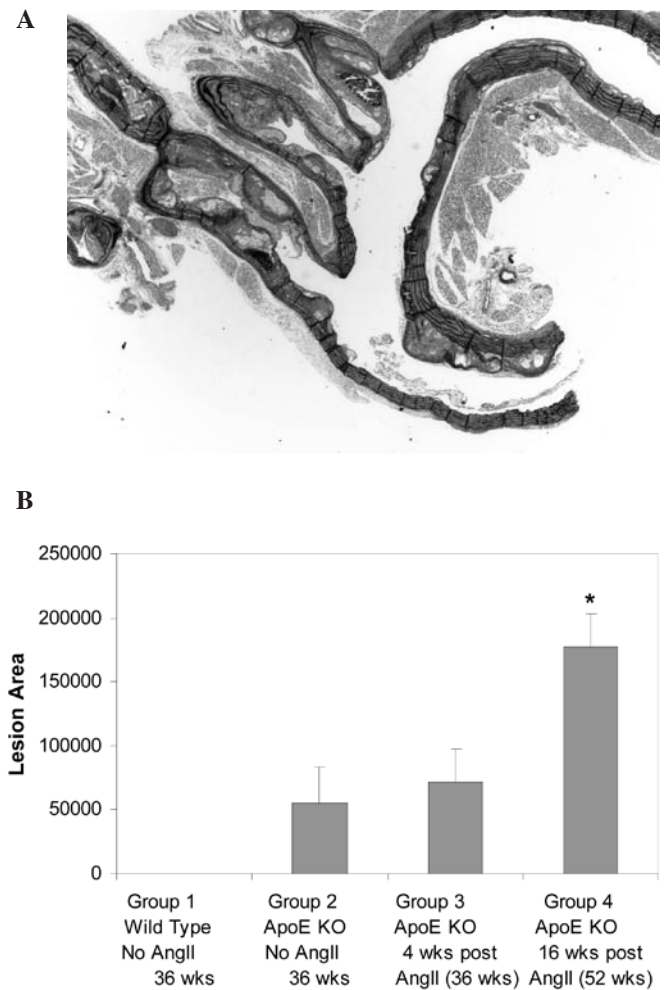 A
B
250000
200000
150000
100000
50000
0
Lesion Area
*
Group 1
Wild Type
No AngII
36 wks
Group 2
ApoE KO
No AngII
36 wks
Group 3
ApoE KO
4 wks post
AngII (36 wks)
Group 4
ApoE KO
16 wks post
AngII (52 wks)